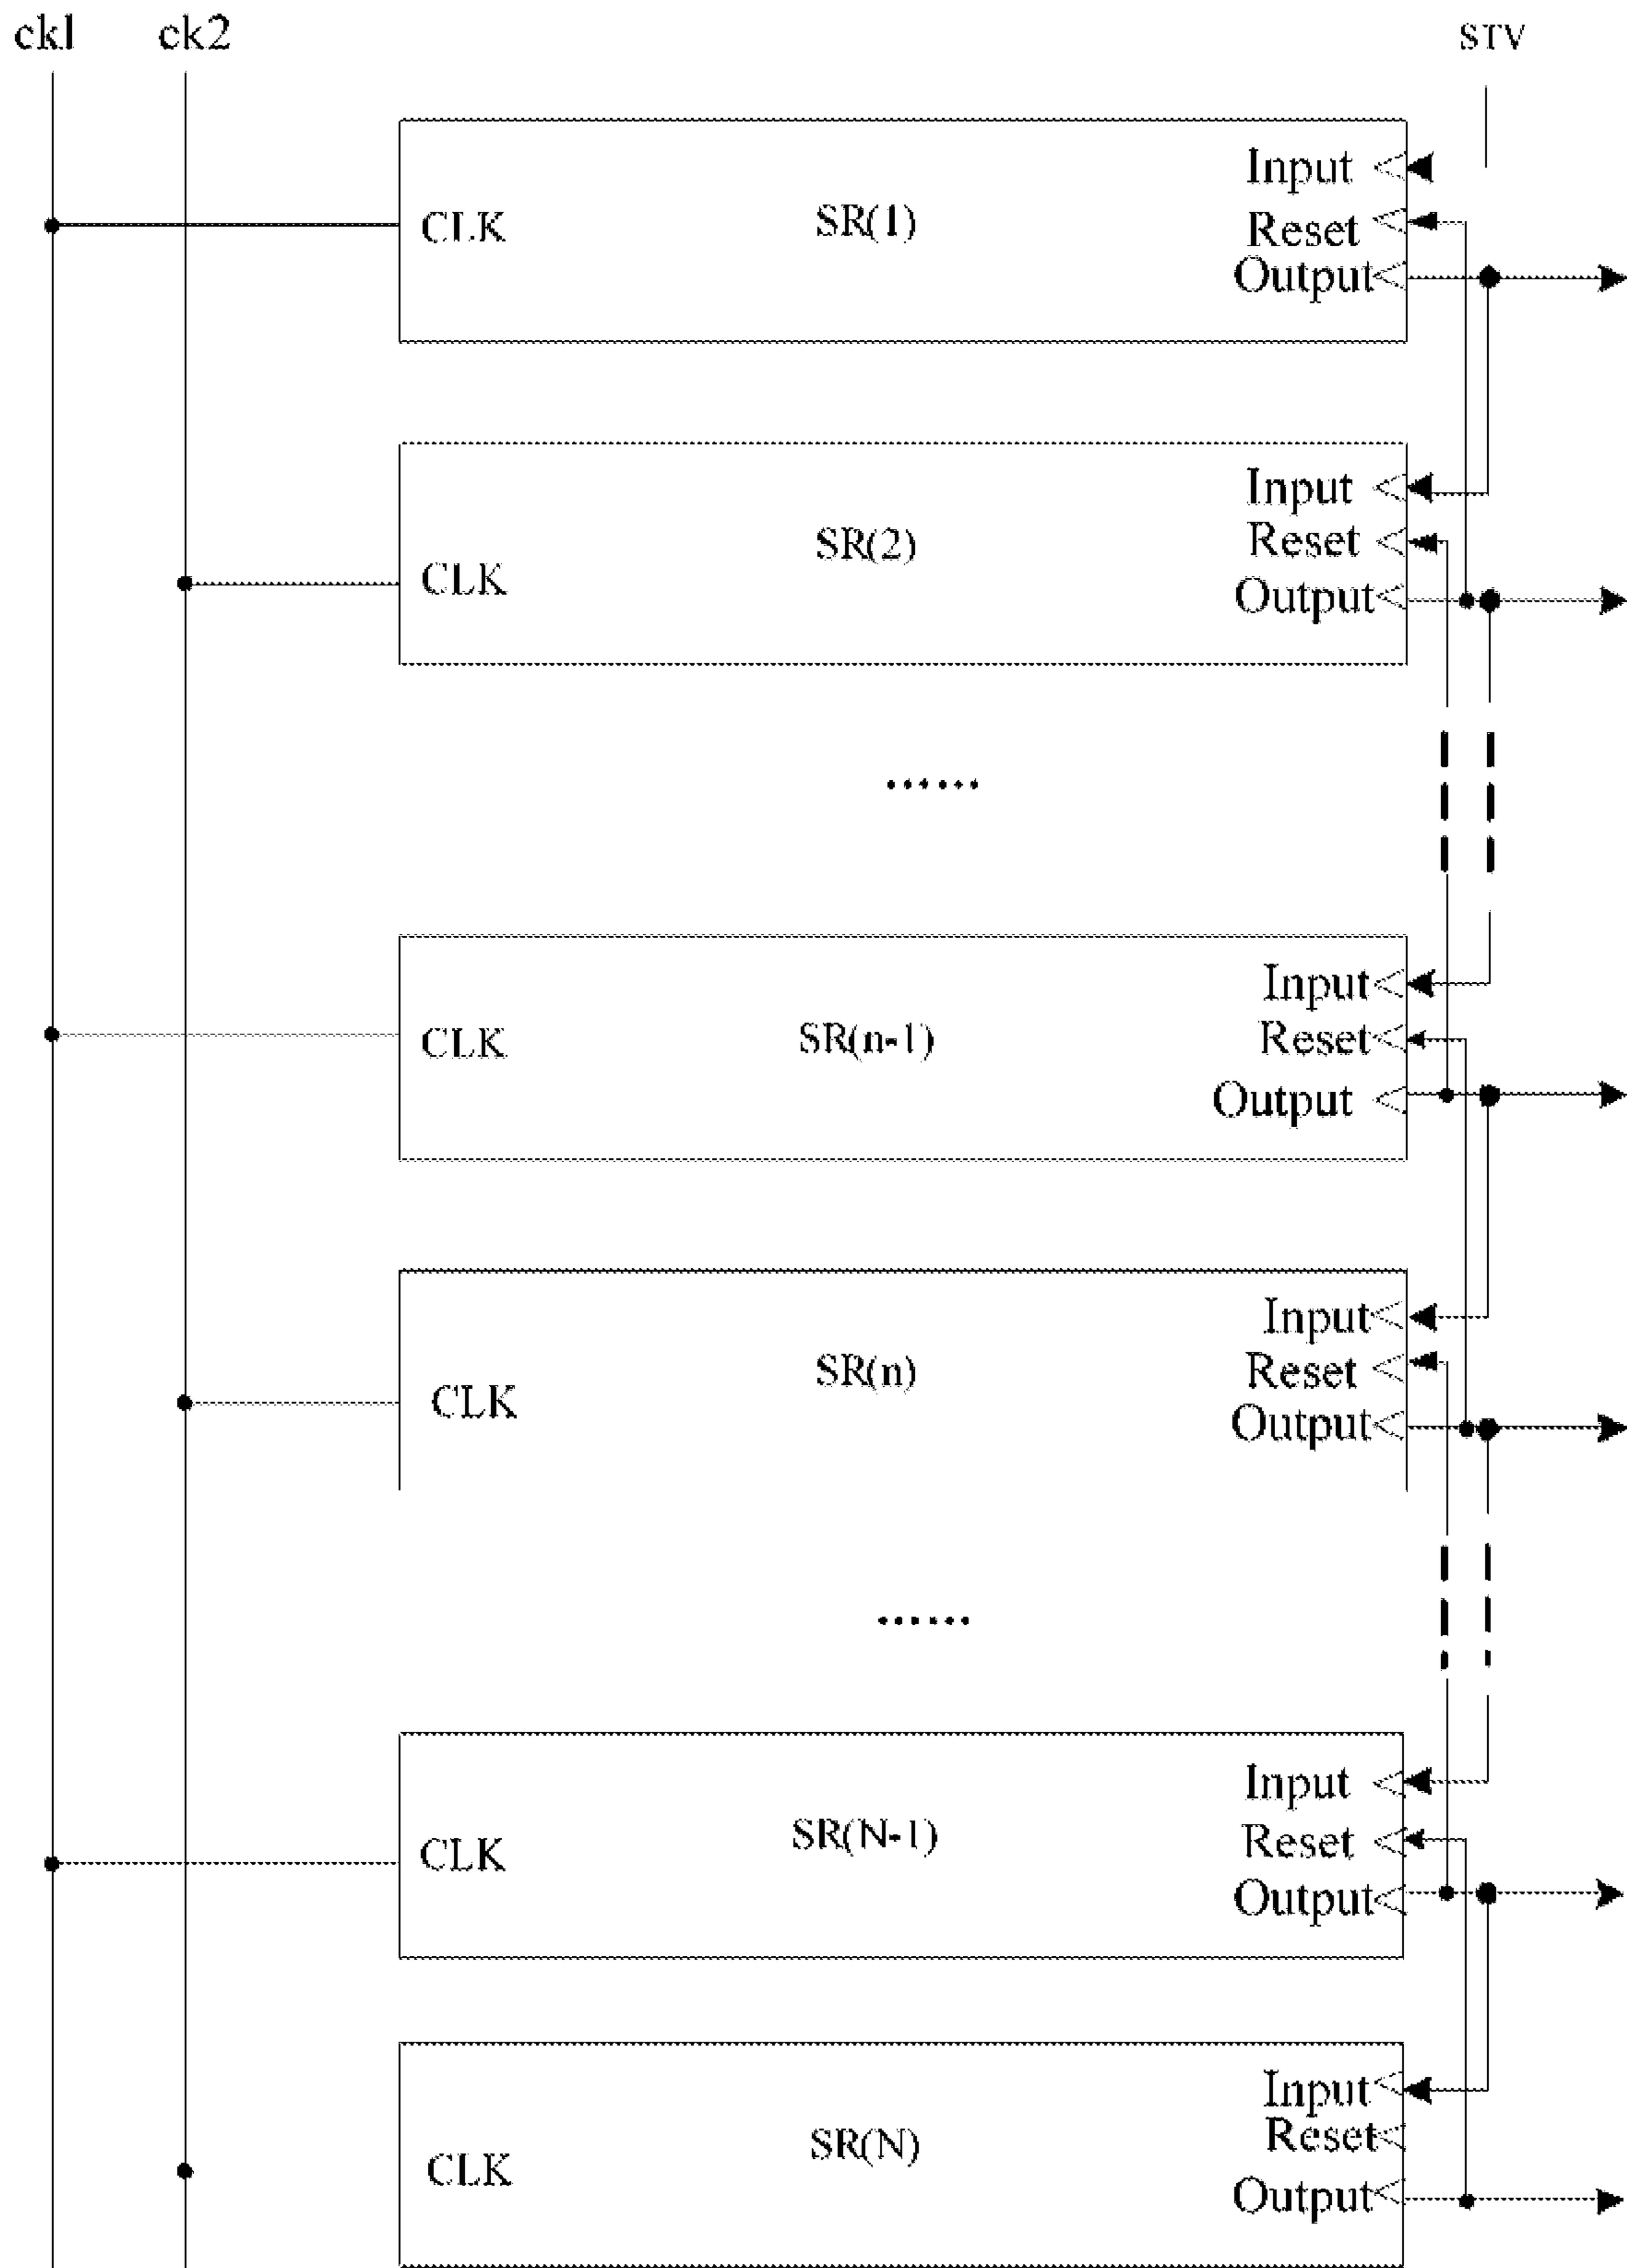 ck1 ck2 STV
Input
CLK SR(1) Reset
Output
Input
SR(2) Reset
CLK Output
......
Input
CLK SR(n-1) Reset
Output
Input
SR(n) Reset
CLK Output
......
Input
SR(N-1) Reset
CLK
Output
Input
SR(N) Reset
CLK
Output